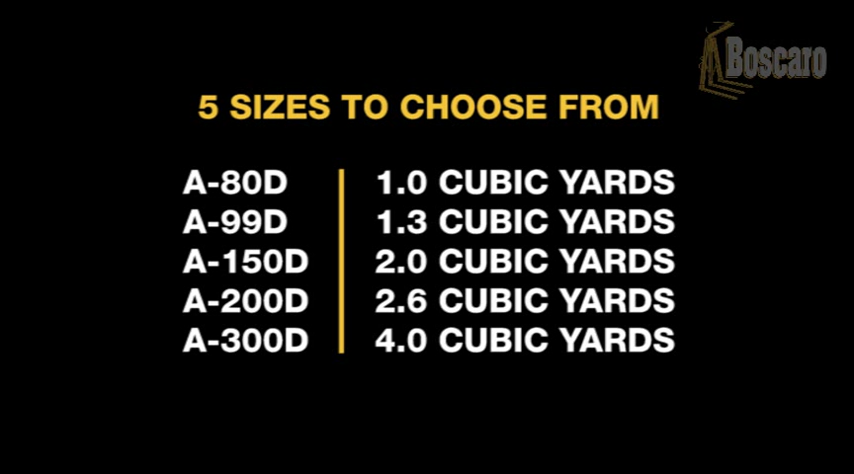 Boscaro
5 SIZES TO CHOOSE FROM
A-80D 1.0 CUBIC YARDS
A-99D 1.3 CUBIC YARDS
A-150D 2.0 CUBIC YARDS
A-200D 2.6 CUBIC YARDS
A-300D 4.0 CUBIC YARDS